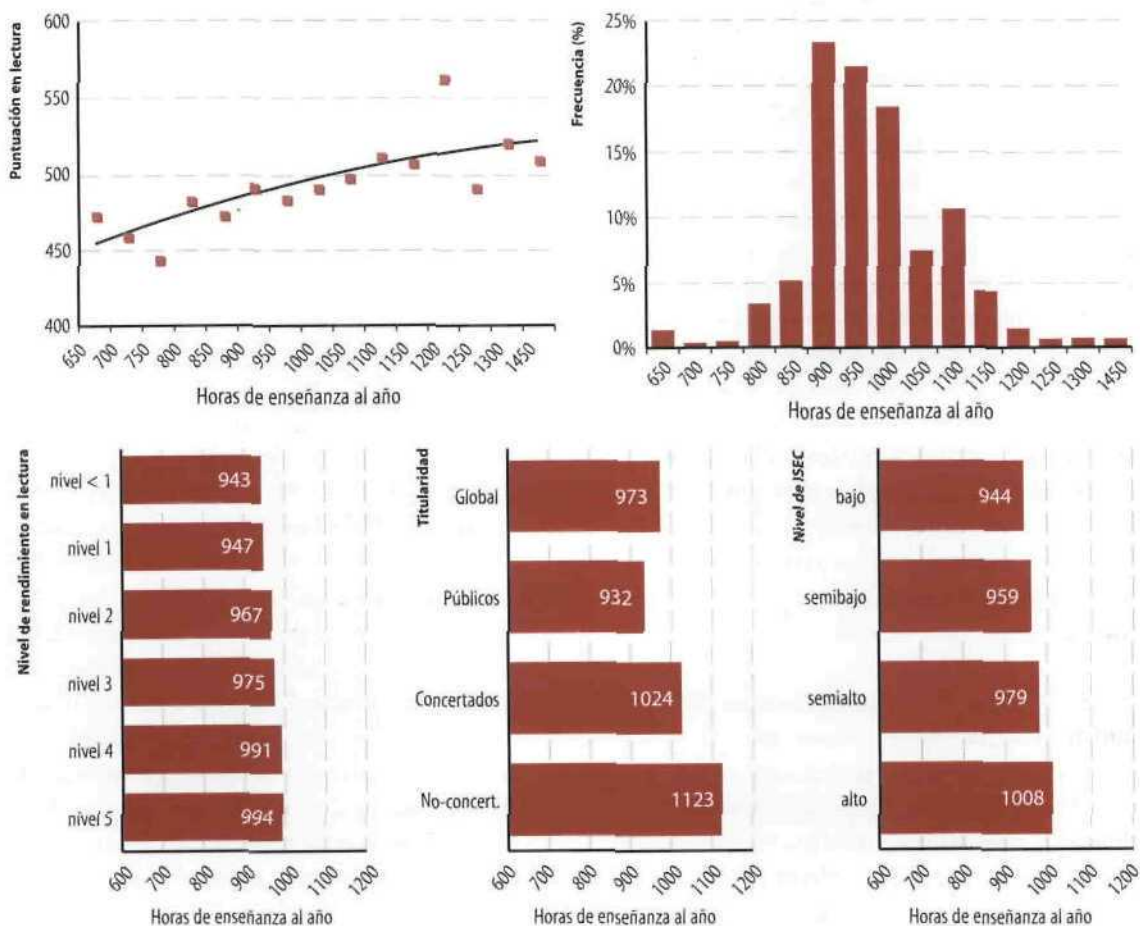 Puntuación en lectura
600
550
500
450
400
650 700 750 800 850 900 950 1000 1050 1100 1150 1200 1250 1300 1450
Horas de enseñanza al año
Frecuencia (%)
25%
20%
15%
10%
5%
0%
650 700 750 800 850 900 950 1000 1050 1100 1150 1200 1250 1300 1450
Horas de enseñanza al año
Nivel de rendimiento en lectura
nivel < 1 943
nivel 1 947
nivel 2 967
nivel 3 975
nivel 4 991
nivel 5 994
600 700 800 900 1000 1100 1200
Horas de enseñanza al año
Titularidad
Global 973
Públicos 932
Concertados 1024
No-concert. 1123
600 700 800 900 1000 1100 1200
Horas de enseñanza al año
Nivel de ISEC
bajo 944
semibajo 959
semialto 979
alto 1008
600 700 800 900 1000 1100 1200
Horas de enseñanza al año